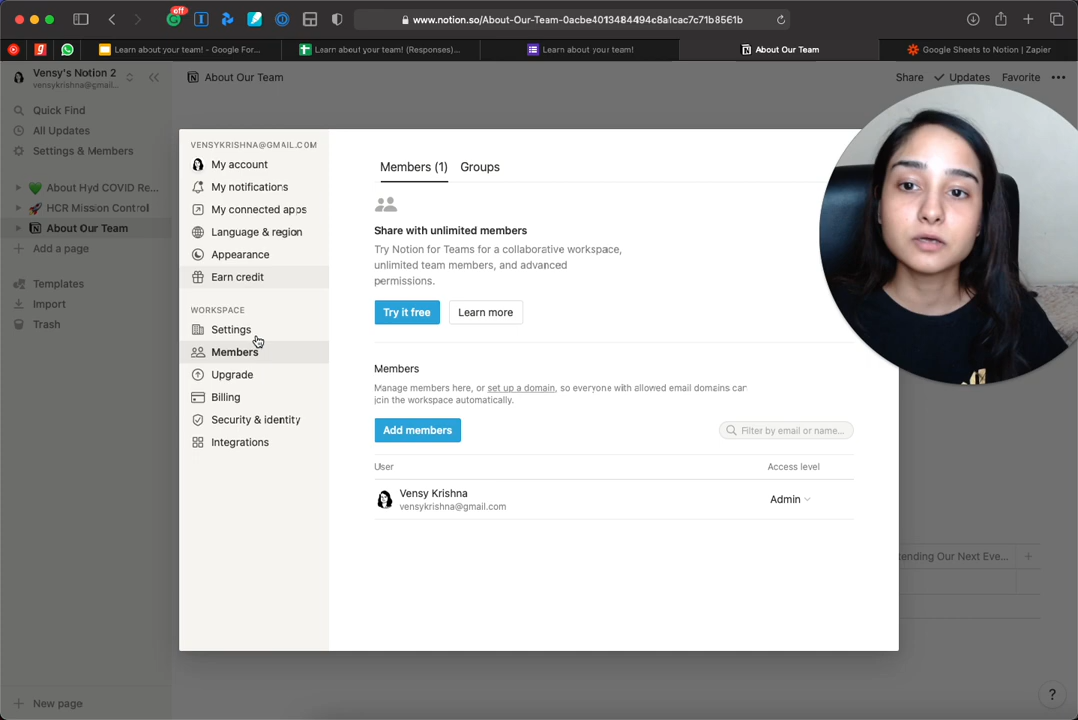 off
www.notion.so/About-Our-Team-0acbe4013484494c8a1cac7c71b8561b
Learn about your team! - Google For...
Learn about your team! (Responses)...
Learn about your team!
About Our Team
Google Sheets to Notion | Zapier
Vensy's Notion 2
vensykrishna@gmail....
About Our Team
Share
Updates
Favorite
Quick Find
All Updates
Settings & Members
About Hyd COVID Re...
HCR Mission Control
About Our Team
Add a page
Templates
Import
Trash
New page
VENSYKRISHNA@GMAIL.COM
My account
My notifications
My connected apps
Language & region
Appearance
Earn credit
WORKSPACE
Settings
Members
Upgrade
Billing
Security & identity
Integrations
Members (1) Groups
Share with unlimited members
Try Notion for Teams for a collaborative workspace,
unlimited team members, and advanced
permissions.
Try it free
Learn more
Members
Manage members here, or set up a domain, so everyone with allowed email domains can
join the workspace automatically.
Add members
Filter by email or name...
User
Access level
Vensy Krishna
vensykrishna@gmail.com
Admin
tending Our Next Eve...
?